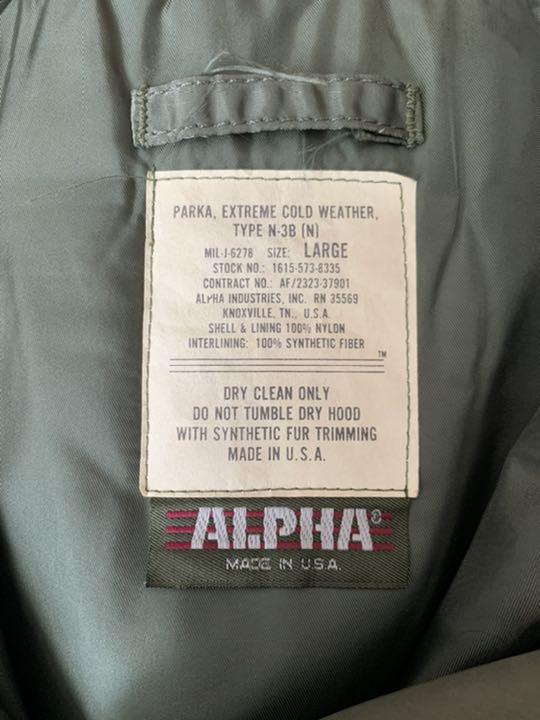 PARKA, EXTREME COLD WEATHER,
TYPE N-3B (N)
MIL-J-6278 SIZE: LARGE
STOCK NO.: 1615-573-8335
CONTRACT NO.: AF/2323-37901
ALPHA INDUSTRIES, INC. RN 35569
KNOXVILLE, TN., U.S.A.
SHELL & LINING 100% NYLON
INTERLINING: 100% SYNTHETIC FIBER
TM
DRY CLEAN ONLY
DO NOT TUMBLE DRY HOOD
WITH SYNTHETIC FUR TRIMMING
MADE IN U.S.A.
ALPHA®
MADE IN U.S.A.